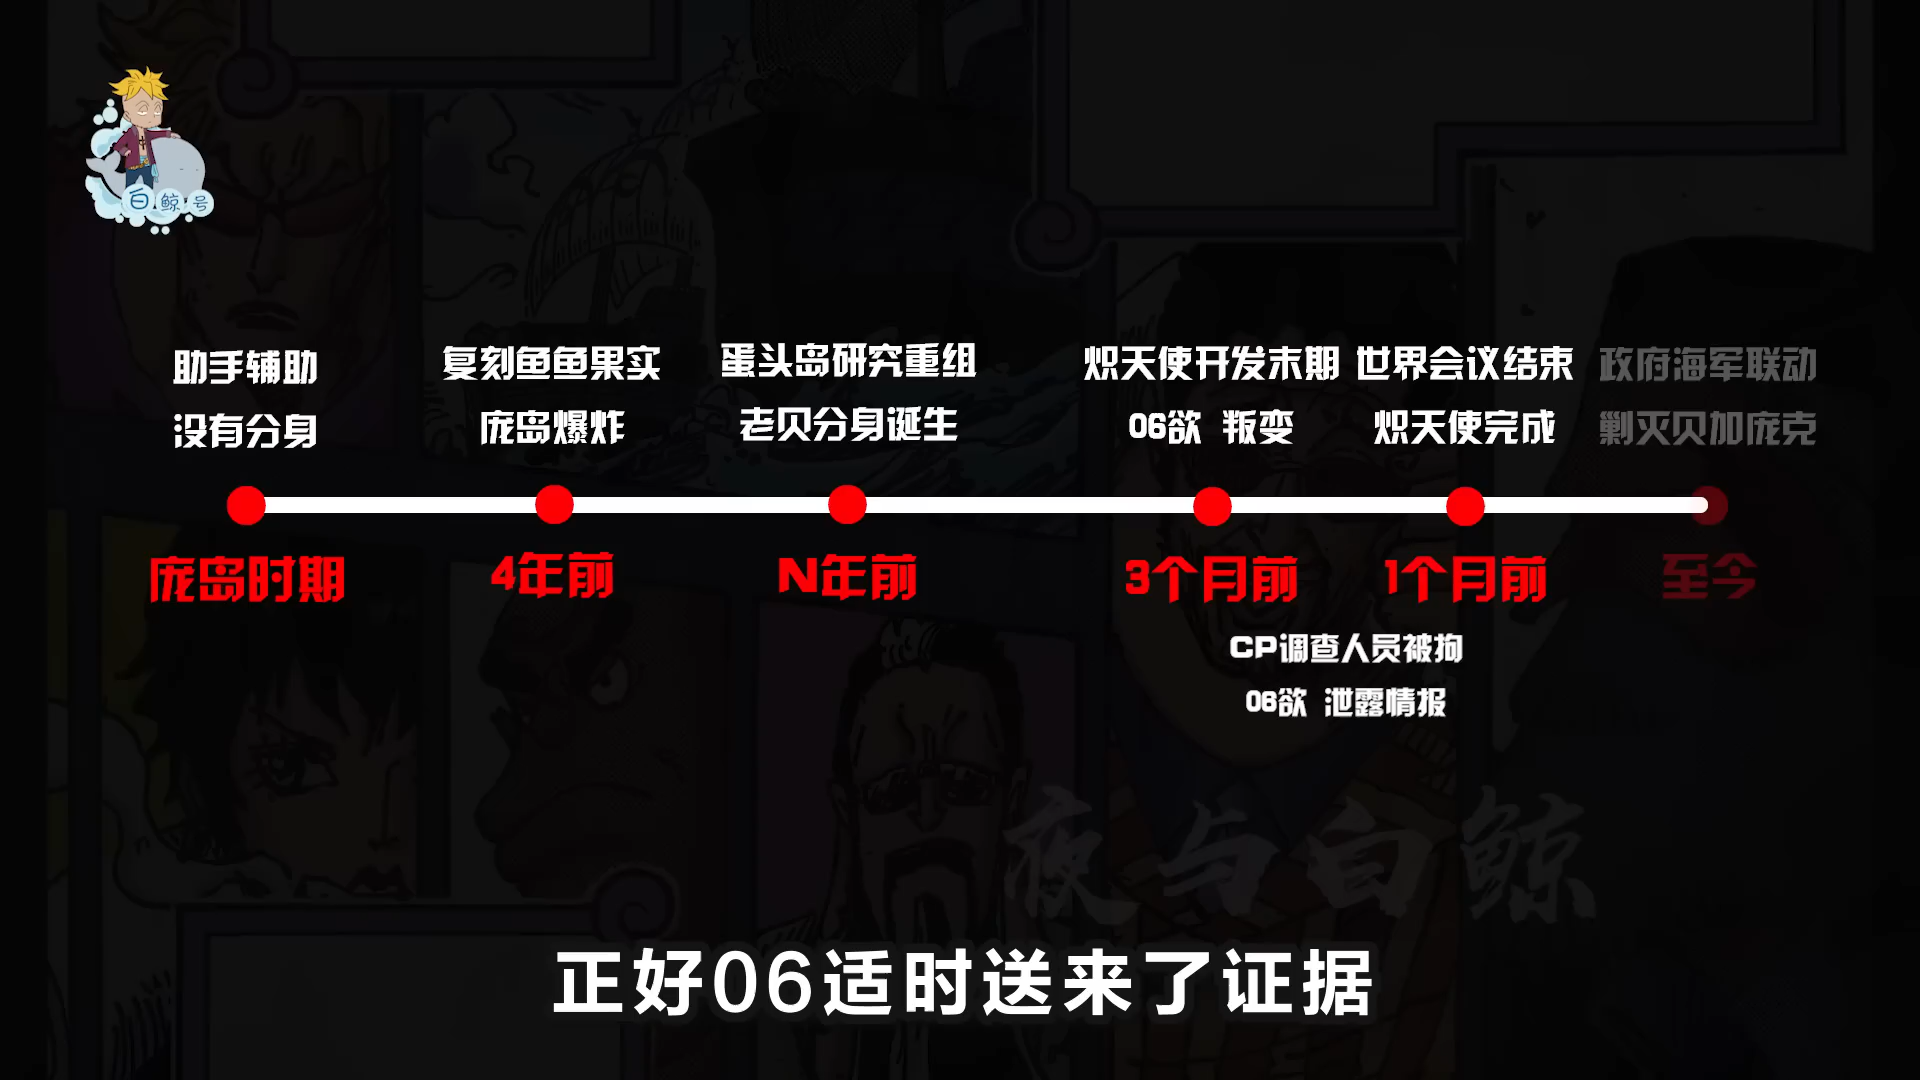 白鲸号
助手辅助
没有分身
庞岛时期
复刻鱼鱼果实
庞岛爆炸
4年前
蛋头岛研究重组
老贝分身诞生
N年前
炽天使开发末期
06欲 叛变
3个月前
世界会议结束
炽天使完成
1个月前
政府海军联动
剿灭贝加庞克
至今
CP调查人员被拘
06欲 泄露情报
夜与白鲸
正好06适时送来了证据